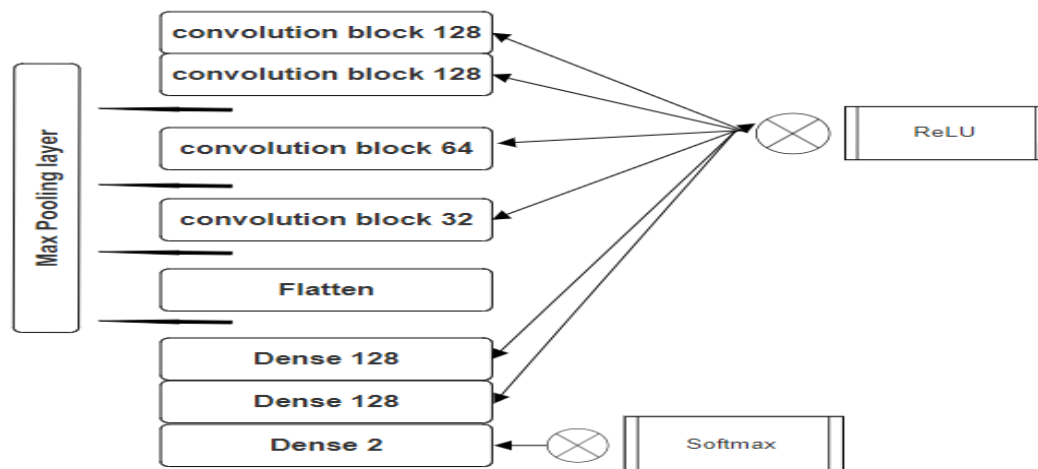 convolution block 128
convolution block 128
Max Pooling layer
convolution block 64
ReLU
convolution block 32
Flatten
Dense 128
Dense 128
Dense 2
Softmax